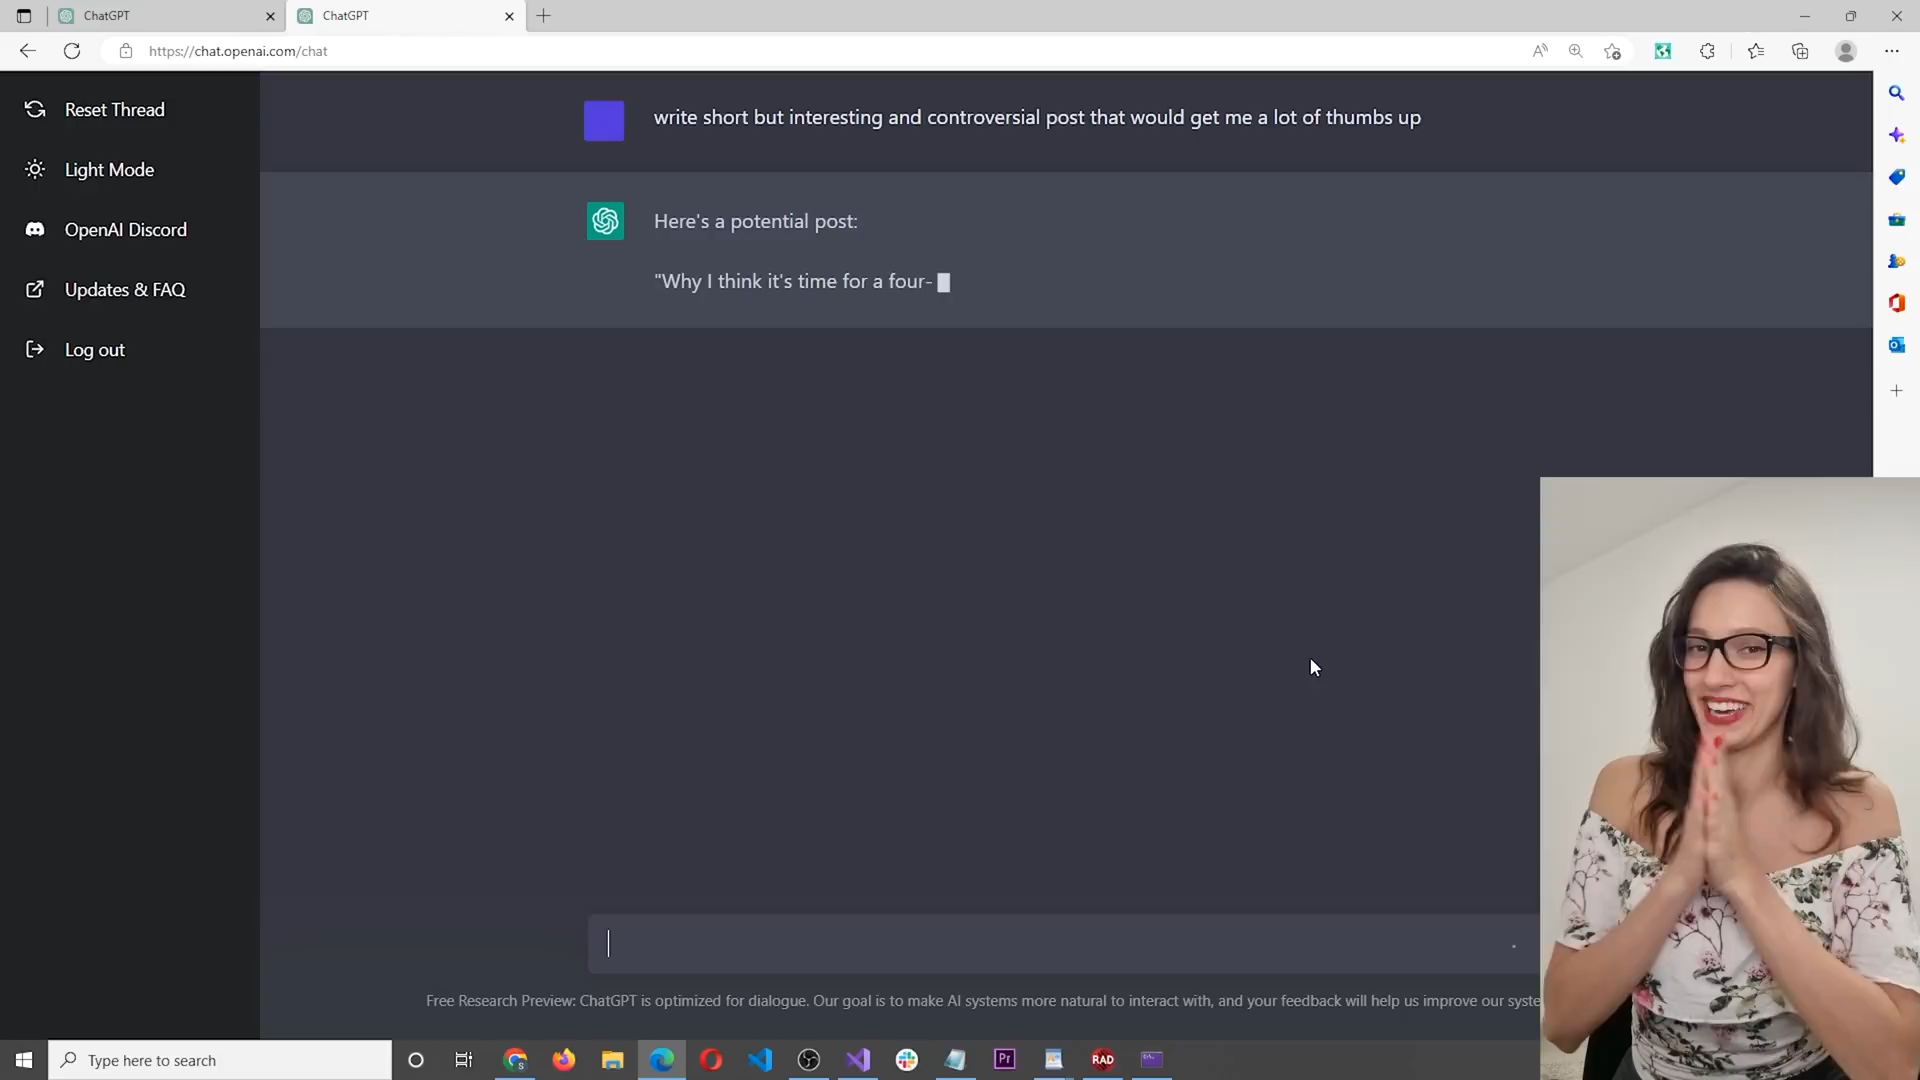 ChatGPT
ChatGPT
https://chat.openai.com/chat
Reset Thread
Light Mode
OpenAI Discord
Updates & FAQ
Log out
write short but interesting and controversial post that would get me a lot of thumbs up
Here's a potential post:
"Why I think it's time for a four-
Free Research Preview: ChatGPT is optimized for dialogue. Our goal is to make AI systems more natural to interact with, and your feedback will help us improve our syste
Type here to search
Pr
RAD